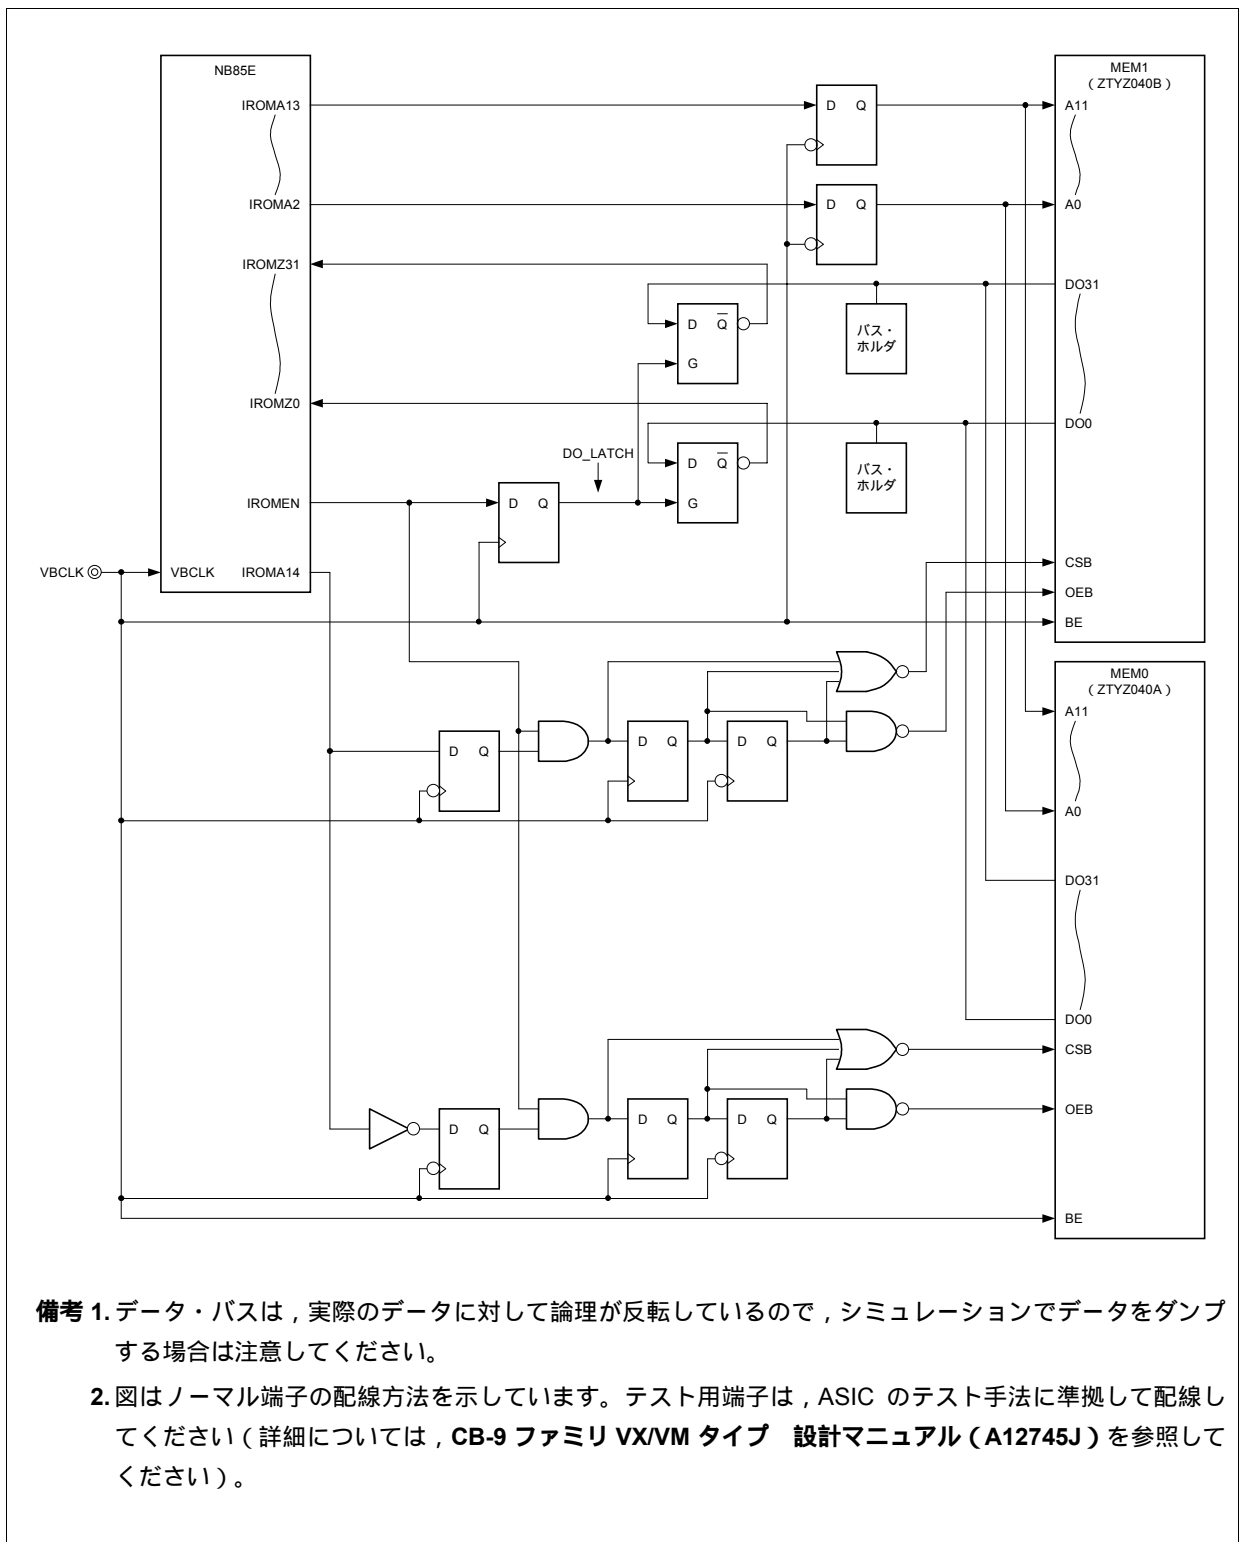 NB85E
MEM1
（ZTYZ040B）
IROMA13
D Q
A11
IROMA2
D Q
A0
IROMZ31
DO31
D Q
G
バス・
ホルダ
IROMZ0
DO0
DO_LATCH
D Q
G
バス・
ホルダ
IROMEN
D Q
VBCLK
VBCLK
IROMA14
CSB
OEB
BE
MEM0
（ZTYZ040A）
A11
D Q
D Q
D Q
A0
DO31
DO0
CSB
D Q
D Q
D Q
OEB
BE
備考 1. データ・バスは，実際のデータに対して論理が反転しているので，シミュレーションでデータをダンプ
する場合は注意してください。
2. 図はノーマル端子の配線方法を示しています。テスト用端子は，ASIC のテスト手法に準拠して配線し
てください（詳細については，CB-9 ファミリ VX/VM タイプ 設計マニュアル（A12745J）を参照して
ください）。